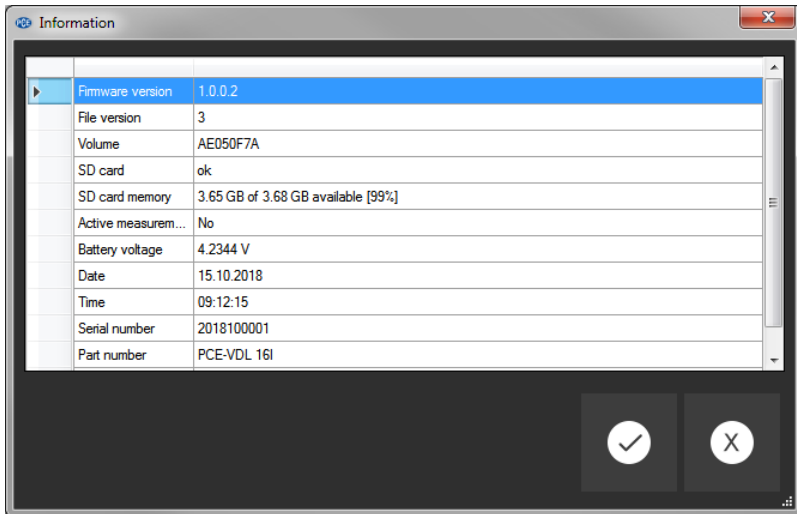 PCE Information X
Firmware version 1.0.0.2
File version 3
Volume AE050F7A
SD card ok
SD card memory 3.65 GB of 3.68 GB available [99%]
Active measurem... No
Battery voltage 4.2344 V
Date 15.10.2018
Time 09:12:15
Serial number 2018100001
Part number PCE-VDL 16I
X